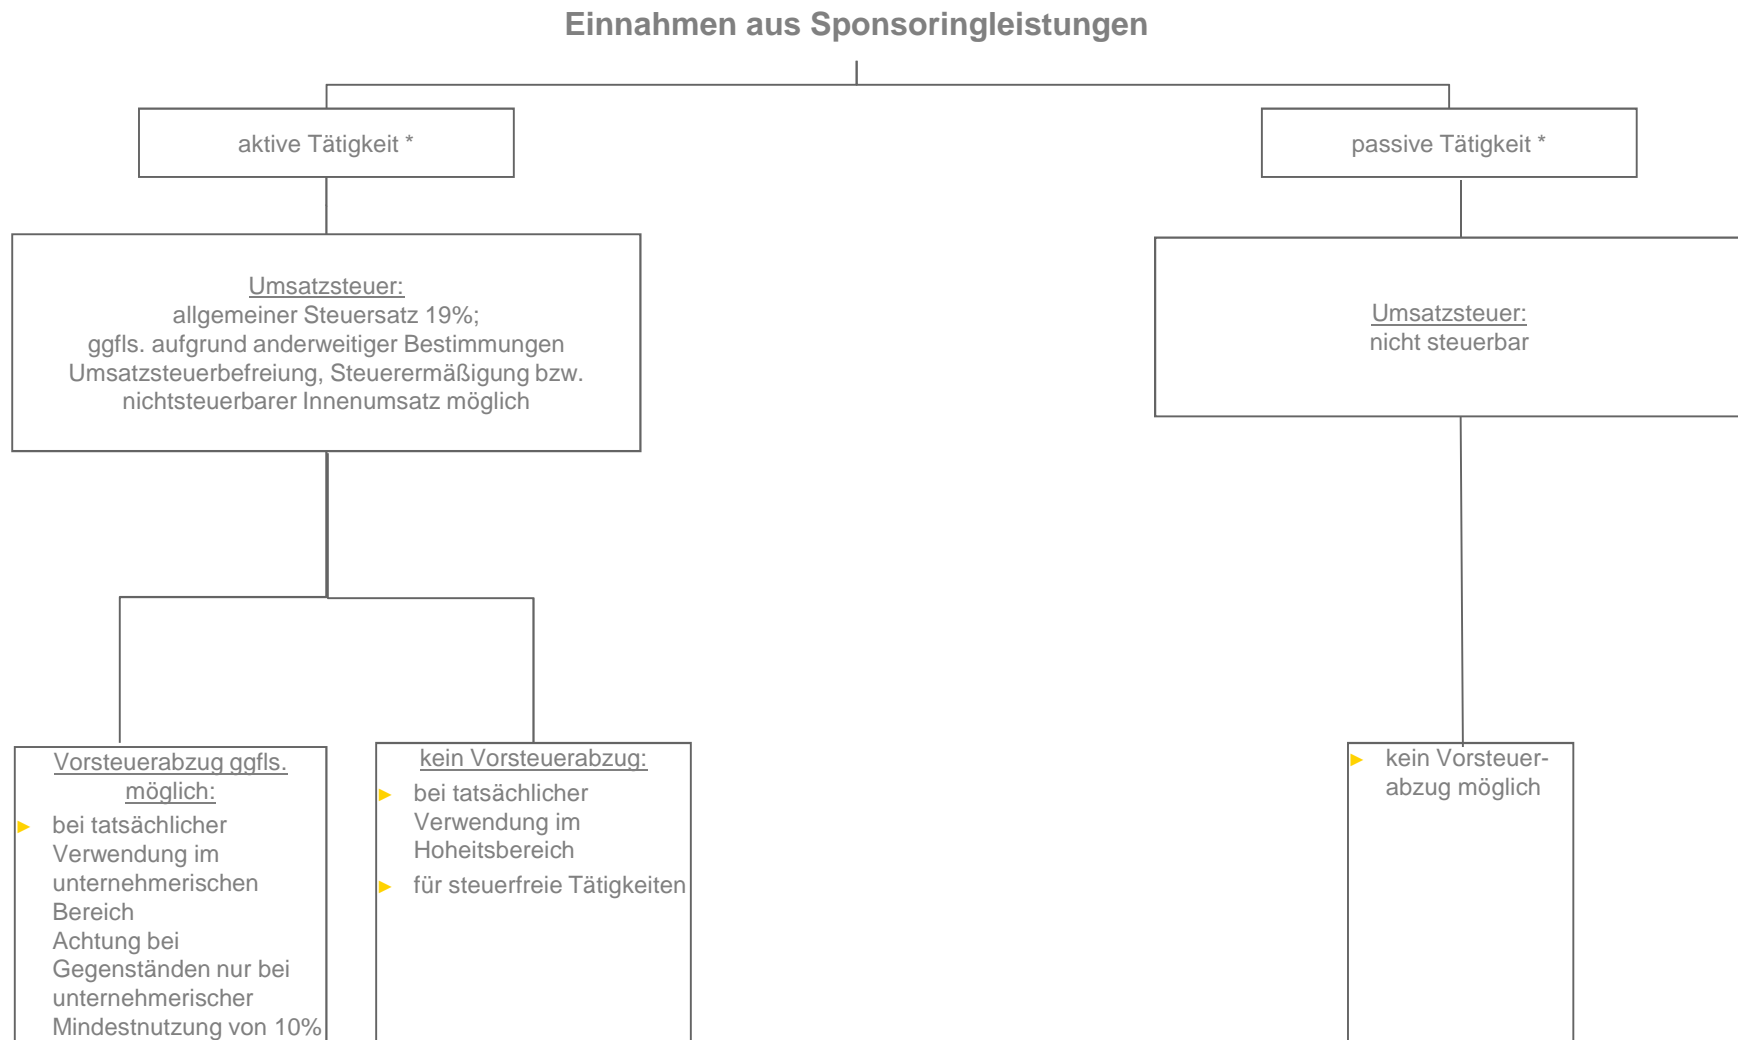 Einnahmen aus Sponsoringleistungen
aktive Tätigkeit *
passive Tätigkeit *
Umsatzsteuer:
allgemeiner Steuersatz 19%;
ggfls. aufgrund anderweitiger Bestimmungen
Umsatzsteuerbefreiung, Steuerermäßigung bzw.
nichtsteuerbarer Innenumsatz möglich
Umsatzsteuer:
nicht steuerbar
Vorsteuerabzug ggfls.
möglich:
► bei tatsächlicher
Verwendung im
unternehmerischen
Bereich
Achtung bei
Gegenständen nur bei
unternehmerischer
Mindestnutzung von 10%
kein Vorsteuerabzug:
► bei tatsächlicher
Verwendung im
Hoheitsbereich
► für steuerfreie Tätigkeiten
► kein Vorsteuer-
abzug möglich